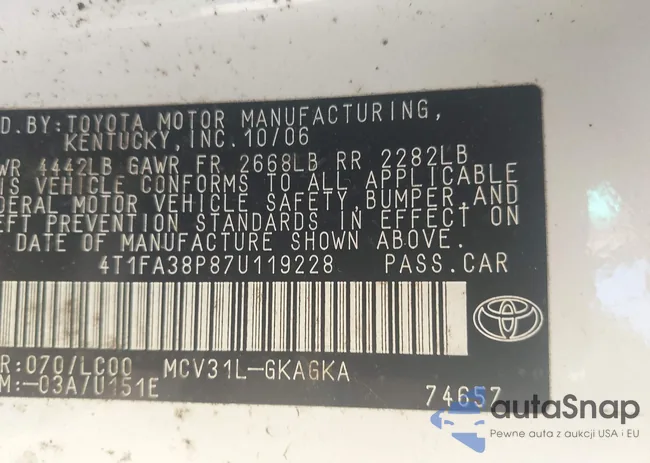 D.BY:TOYOTA MOTOR MANUFACTURING,
KENTUCKY, INC. 10/06
WR 4442LB GAWR FR 2668LB RR 2282LB
IS VEHICLE CONFORMS TO ALL APPLICABLE
DERAL MOTOR VEHICLE SAFETY, BUMPER, AND
EFT PREVENTION STANDARDS IN EFFECT ON
DATE OF MANUFACTURE SHOWN ABOVE.
4T1FA38P87U119228 PASS.CAR
R:070/LC00 MCV31L-GKAGKA
M:-03A/U151E
74657
autaSnap
Pewne auta z aukcji USA i EU